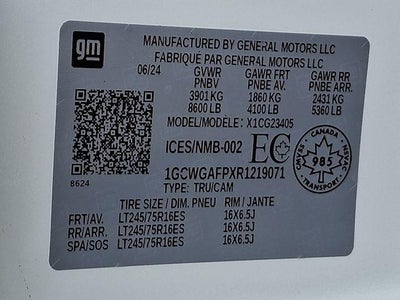 gm
MANUFACTURED BY GENERAL MOTORS LLC
FABRIQUÉ PAR GENERAL MOTORS LLC
06/24 GVWR GAWR FRT GAWR RR
PNBV PNBE AV. PNBE ARR.
3901 KG 1860 KG 2431 KG
8600 LB 4100 LB 5360 LB
MODEL/MODÈLE: X1CG23405
ICES/NMB-002 EC
CANADA
985
8624
1GCWGAFPXR1219071
TYPE: TRU/CAM
TIRE SIZE / DIM. PNEU RIM / JANTE
FRT/AV. LT245/75R16ES 16X6.5J
RR/ARR. LT245/75R16ES 16X6.5J
SPA/SOS LT245/75R16ES 16X6.5J